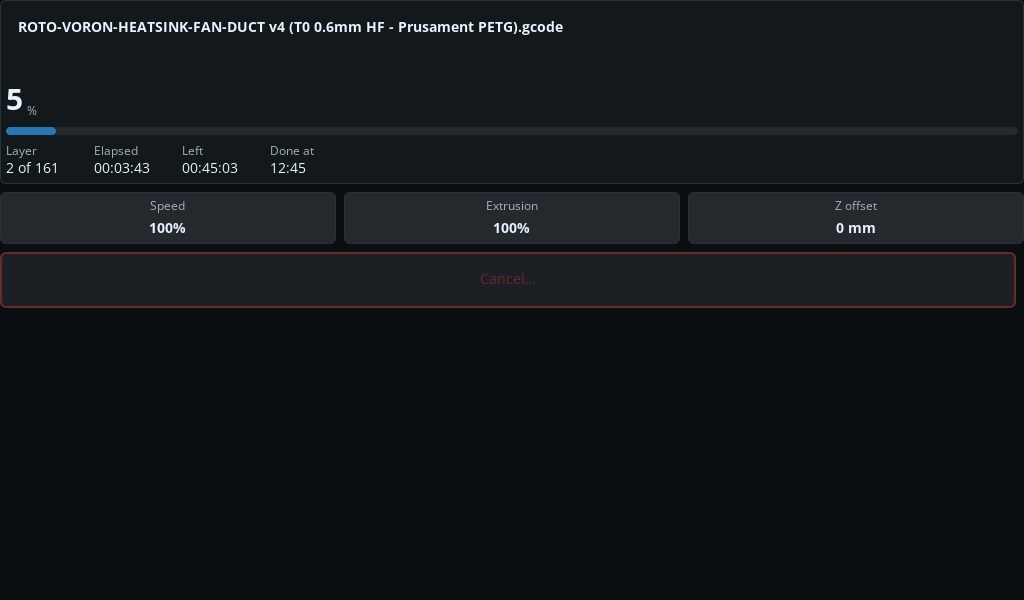 ROTO-VORON-HEATSINK-FAN-DUCT v4 (T0 0.6mm HF - Prusament PETG).gcode
5 %
Layer Elapsed Left Done at
2 of 161 00:03:43 00:45:03 12:45
Speed Extrusion Z offset
100% 100% 0 mm
Cancel...